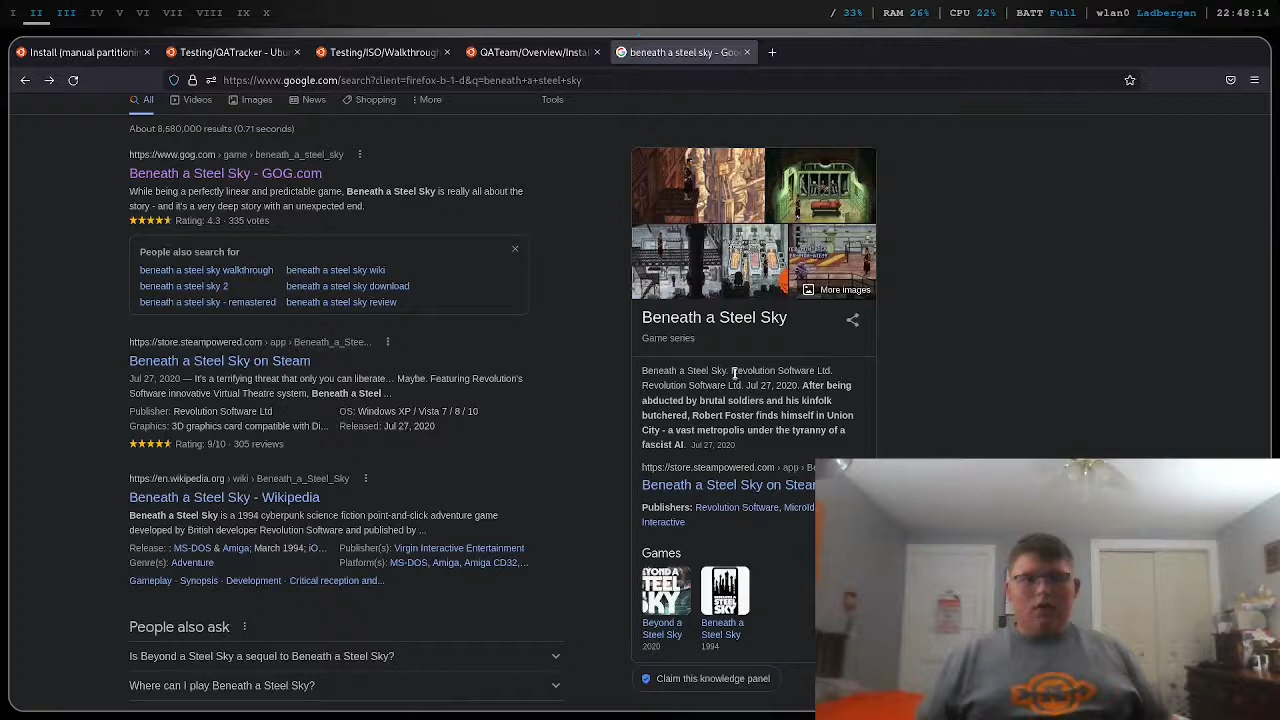 I II III IV V VI VII VIII IX X / 33% | RAM 26% | CPU 22% | BATT Full | wlan0 Ladbergen | 22:48:14
Install (manual partitionin × Testing/QATracker - Ubun × Testing/ISO/Walkthrough × QATeam/Overview/Instal × beneath a steel sky - Goo × +
https://www.google.com/search?client=firefox-b-1-d&q=beneath+a+steel+sky
All Videos Images News Shopping More Tools
About 8,580,000 results (0.71 seconds)
https://www.gog.com › game › beneath_a_steel_sky
Beneath a Steel Sky - GOG.com
While being a perfectly linear and predictable game, Beneath a Steel Sky is really all about the
story - and it's a very deep story with an unexpected end.
Rating: 4.3 · 335 votes
People also search for
beneath a steel sky walkthrough beneath a steel sky wiki
beneath a steel sky 2 beneath a steel sky download
beneath a steel sky - remastered beneath a steel sky review
https://store.steampowered.com › app › Beneath_a_Stee...
Beneath a Steel Sky on Steam
Jul 27, 2020 — It's a terrifying threat that only you can liberate… Maybe. Featuring Revolution's
Software innovative Virtual Theatre system, Beneath a Steel ...
Publisher: Revolution Software Ltd OS: Windows XP / Vista 7 / 8 / 10
Graphics: 3D graphics card compatible with Di... Released: Jul 27, 2020
Rating: 9/10 · 305 reviews
https://en.wikipedia.org › wiki › Beneath_a_Steel_Sky
Beneath a Steel Sky - Wikipedia
Beneath a Steel Sky is a 1994 cyberpunk science fiction point-and-click adventure game
developed by British developer Revolution Software and published by ...
Release: : MS-DOS & Amiga; March 1994; iO... Publisher(s): Virgin Interactive Entertainment
Genre(s): Adventure Platform(s): MS-DOS, Amiga, Amiga CD32,...
Gameplay · Synopsis · Development · Critical reception and...
People also ask
Is Beyond a Steel Sky a sequel to Beneath a Steel Sky?
Where can I play Beneath a Steel Sky?
More images
Beneath a Steel Sky
Game series
Beneath a Steel Sky. Revolution Software Ltd.
Revolution Software Ltd. Jul 27, 2020. After being
abducted by brutal soldiers and his kinfolk
butchered, Robert Foster finds himself in Union
City - a vast metropolis under the tyranny of a
fascist AI. Jul 27, 2020
https://store.steampowered.com › app › Be
Beneath a Steel Sky on Stea
Publishers: Revolution Software, Microïd
Interactive
Games
BEYOND A STEEL SKY
BENEATH A STEEL SKY
Beyond a Beneath a
Steel Sky Steel Sky
2020 1994
Claim this knowledge panel